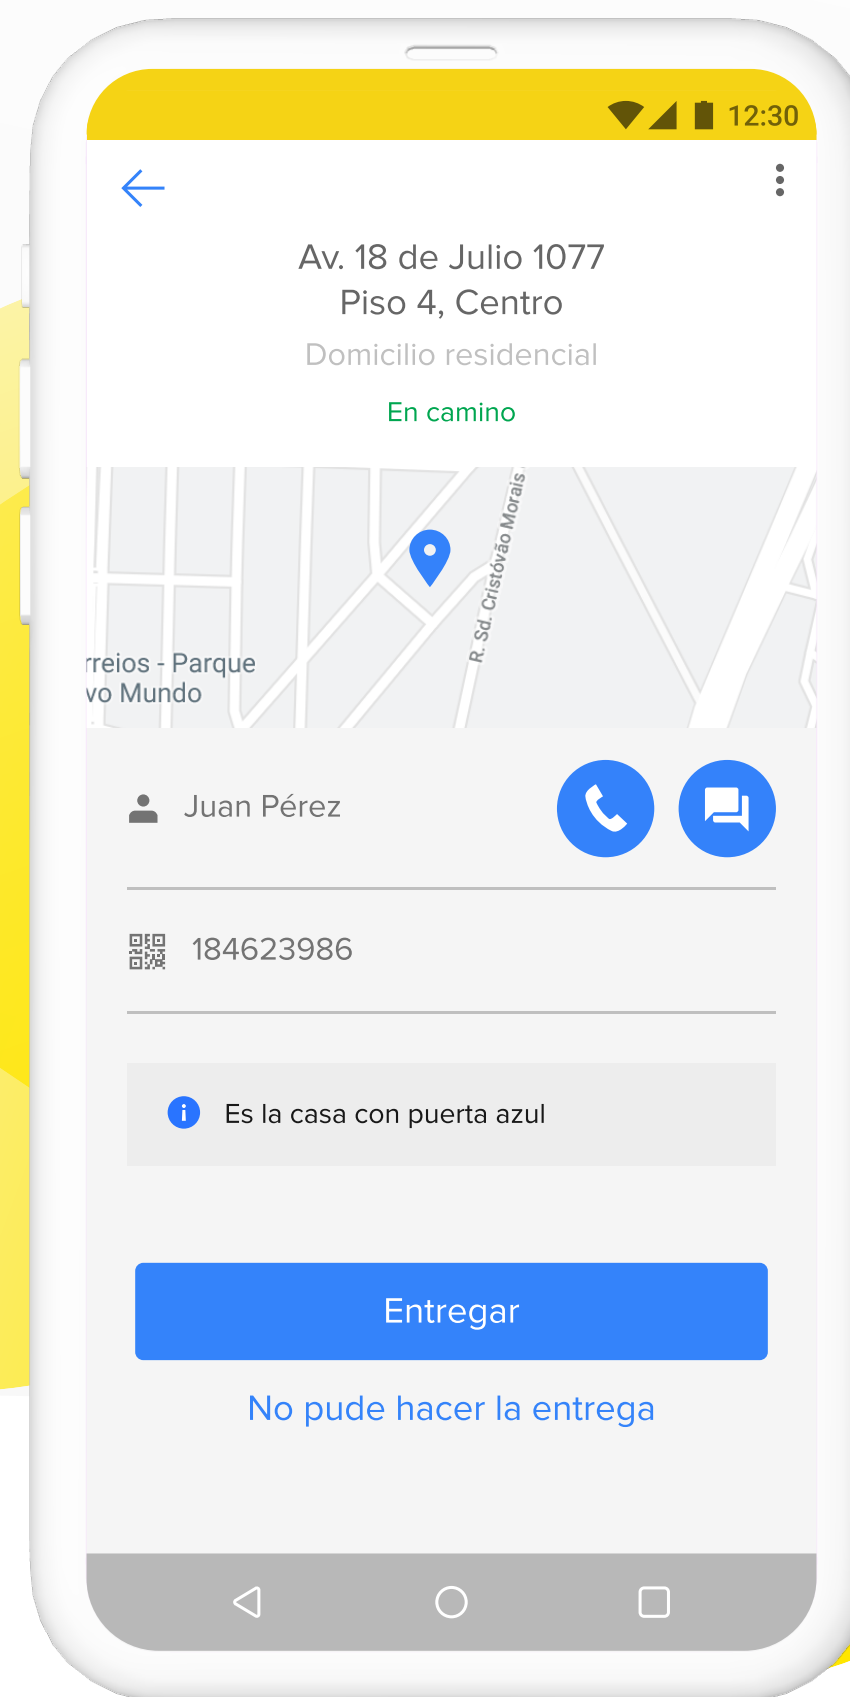 12:30
Av. 18 de Julio 1077
Piso 4, Centro
Domicilio residencial
En camino
R. Sd. Cristóvão Morais
rreios - Parque
vo Mundo
Juan Pérez
184623986
Es la casa con puerta azul
Entregar
No pude hacer la entrega